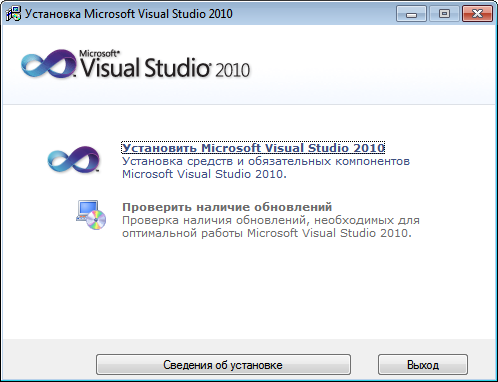 Установка Microsoft Visual Studio 2010
Microsoft®
Visual Studio® 2010
Установить Microsoft Visual Studio 2010
Установка средств и обязательных компонентов
Microsoft Visual Studio 2010.
Проверить наличие обновлений
Проверка наличия обновлений, необходимых для
оптимальной работы Microsoft Visual Studio 2010.
Сведения об установке
Выход